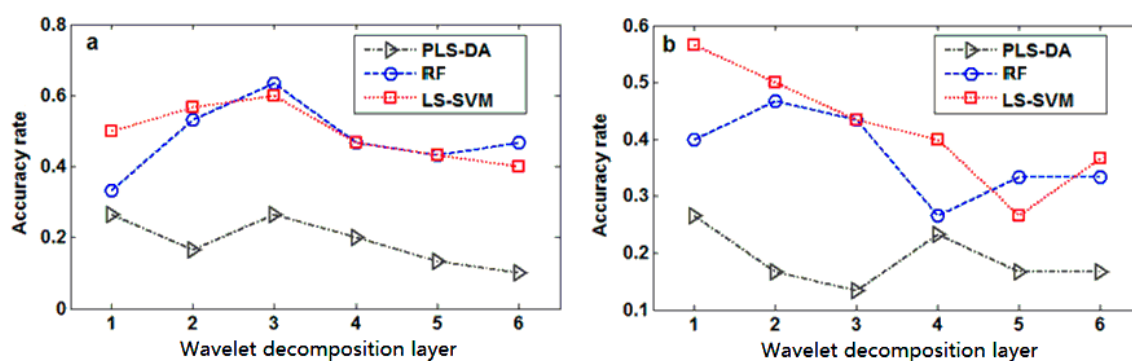 a
PLS-DA
RF
LS-SVM
Accuracy rate
0.8
0.6
0.4
0.2
0
1 2 3 4 5 6
Wavelet decomposition layer
b
PLS-DA
RF
LS-SVM
Accuracy rate
0.6
0.5
0.4
0.3
0.2
0.1
1 2 3 4 5 6
Wavelet decomposition layer